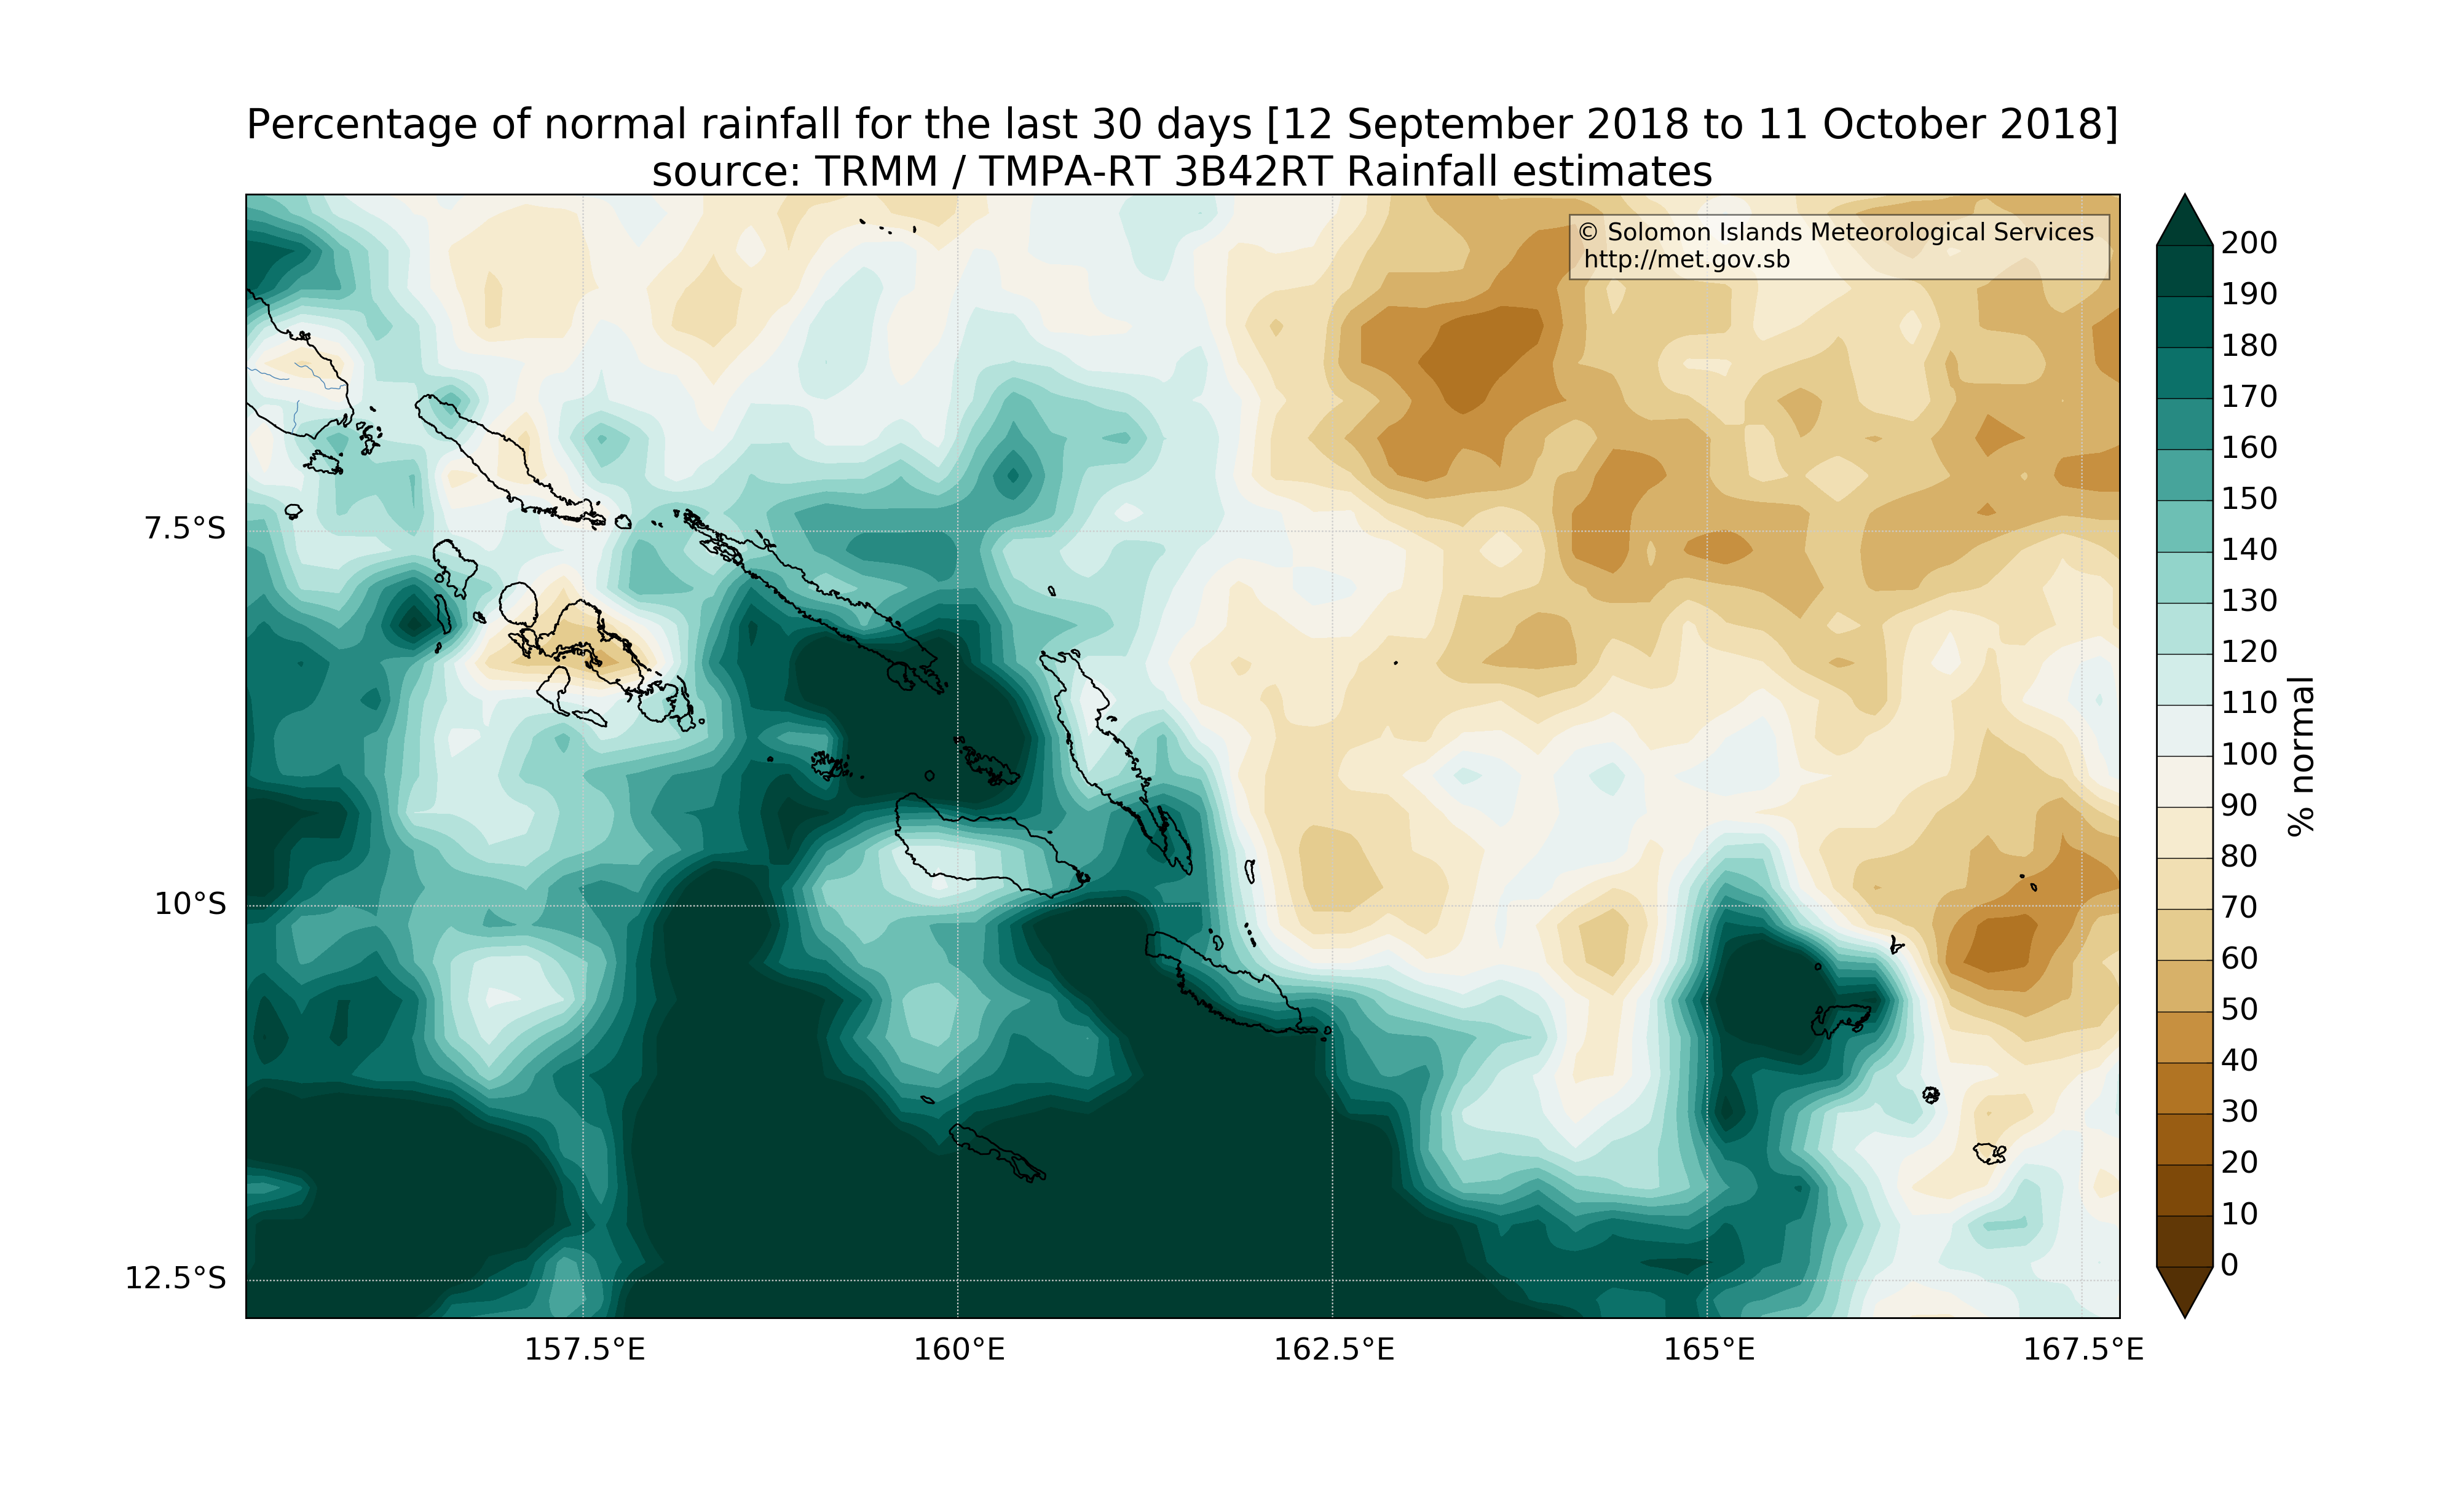 Percentage of normal rainfall for the last 30 days [12 September 2018 to 11 October 2018]
source: TRMM / TMPA-RT 3B42RT Rainfall estimates
© Solomon Islands Meteorological Services
http://met.gov.sb
7.5°S
10°S
12.5°S
157.5°E
160°E
162.5°E
165°E
167.5°E
200
190
180
170
160
150
140
130
120
110
100
90
80
70
60
50
40
30
20
10
0
% normal